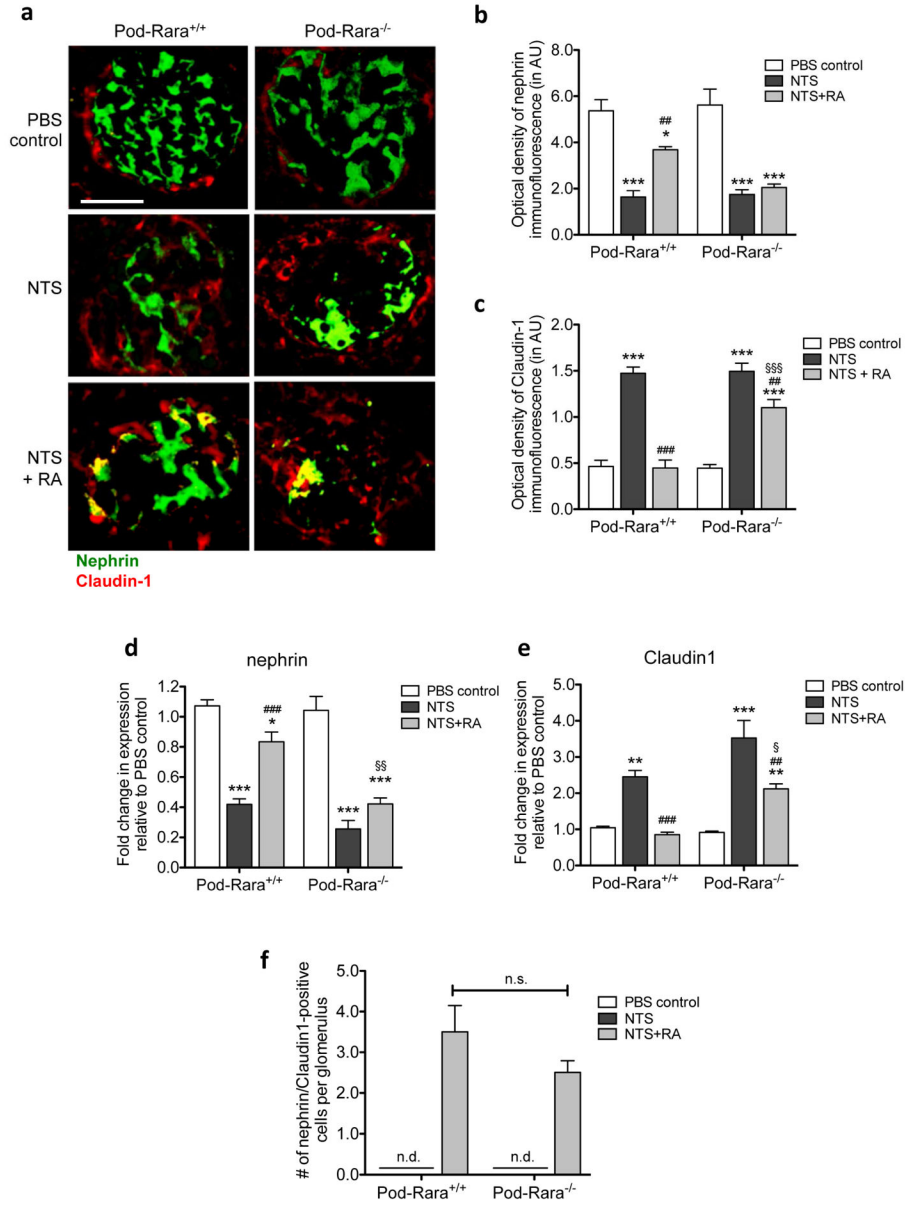 a
Pod-Rara+/+
Pod-Rara-/-
PBS
control
NTS
NTS
+ RA
Nephrin
Claudin-1
b
Optical density of nephrin
immunofluorescence (in AU)
8.0
6.0
4.0
2.0
0.0
***
##
*
***
***
Pod-Rara+/+
Pod-Rara-/-
PBS control
NTS
NTS+RA
c
Optical density of Claudin-1
immunofluorescence (in AU)
2.0
1.5
1.0
0.5
0.0
***
###
***
§§§
##
***
Pod-Rara+/+
Pod-Rara-/-
PBS control
NTS
NTS + RA
d
nephrin
Fold change in expression
relative to PBS control
1.2
1.0
0.8
0.6
0.4
0.2
0.0
***
###
*
***
§§
***
Pod-Rara+/+
Pod-Rara-/-
PBS control
NTS
NTS+RA
e
Claudin1
Fold change in expression
relative to PBS control
5.0
4.0
3.0
2.0
1.0
0.0
**
###
***
§
##
**
Pod-Rara+/+
Pod-Rara-/-
PBS control
NTS
NTS+RA
f
# of nephrin/Claudin1-positive
cells per glomerulus
5.0
4.0
3.0
2.0
1.0
0.0
n.s.
n.d.
n.d.
Pod-Rara+/+
Pod-Rara-/-
PBS control
NTS
NTS+RA